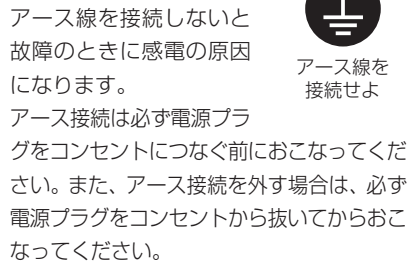 アース線を接続しないと
故障のときに感電の原因
になります。
アース接続は必ず電源プラ
グをコンセントにつなぐ前におこなってくだ
さい。また、アース接続を外す場合は、必ず
電源プラグをコンセントから抜いてからおこ
なってください。
アース線を
接続せよ